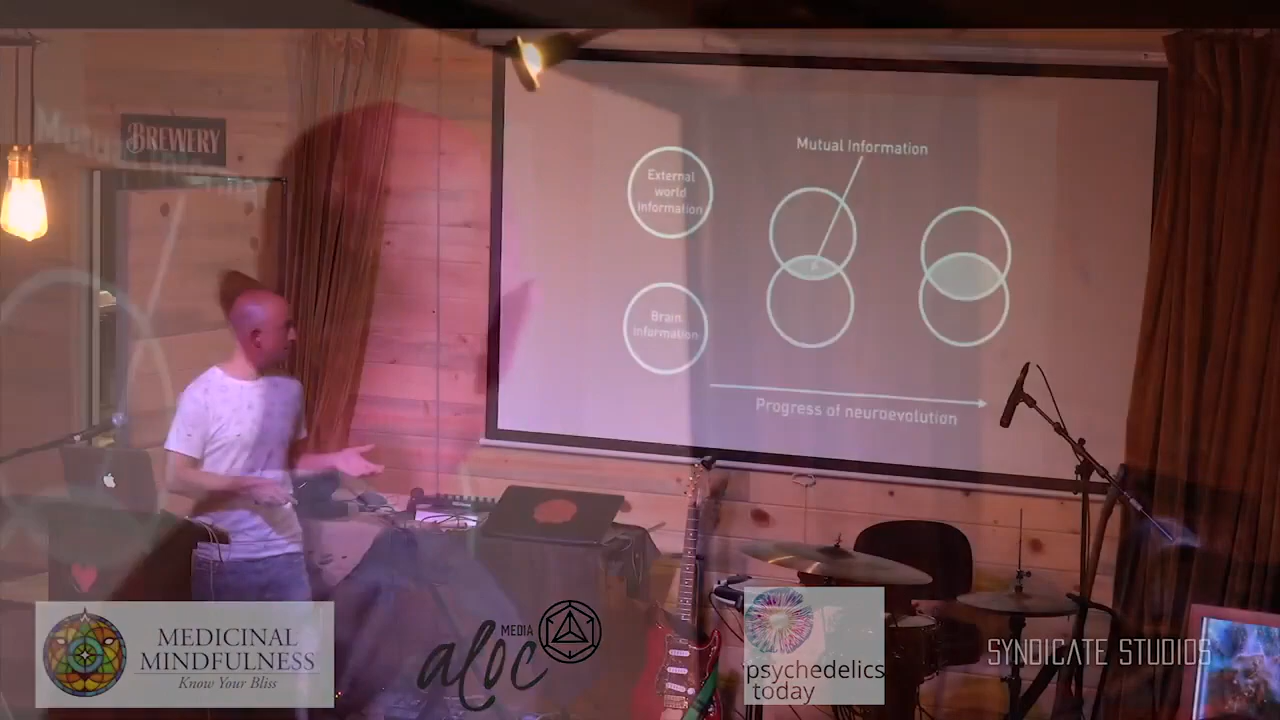 BREWERY
Mutual Information
External
world
information
Brain
information
Progress of neuroevolution
MEDICINAL
MINDFULNESS
Know Your Bliss
MEDIA
aloc
psychedelics
today
SYNDICATE STUDIOS